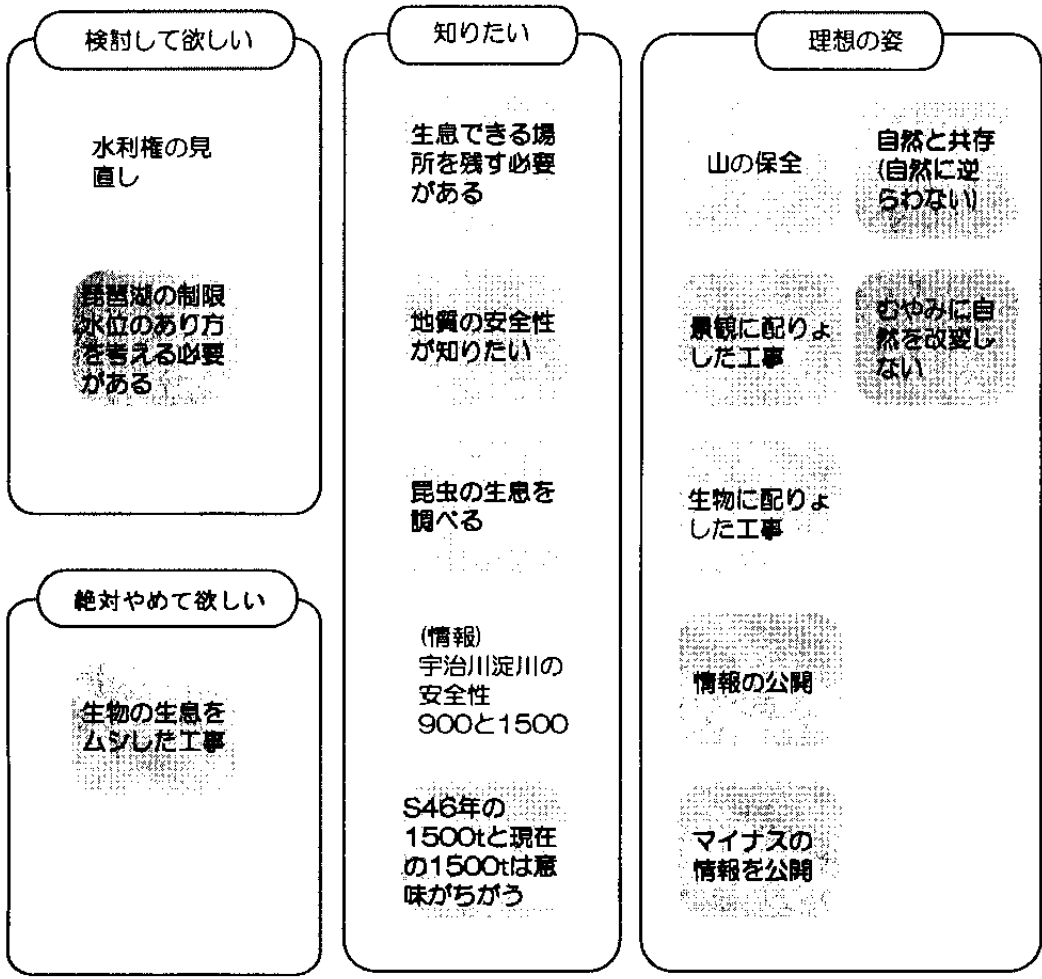 検討して欲しい
水利権の見
直し
琵琶湖の制限
水位のあり方
を考える必要
がある
絶対やめて欲しい
生物の生息を
ムシした工事
知りたい
生息できる場
所を残す必要
がある
地質の安全性
が知りたい
昆虫の生息を
調べる
(情報)
宇治川淀川の
安全性
900と1500
S46年の
1500tと現在
の1500tは意
味がちがう
理想の姿
山の保全
景観に配りょ
した工事
生物に配りょ
した工事
情報の公開
マイナスの
情報を公開
自然と共存
(自然に逆
らわない)
むやみに自
然を改変し
ない